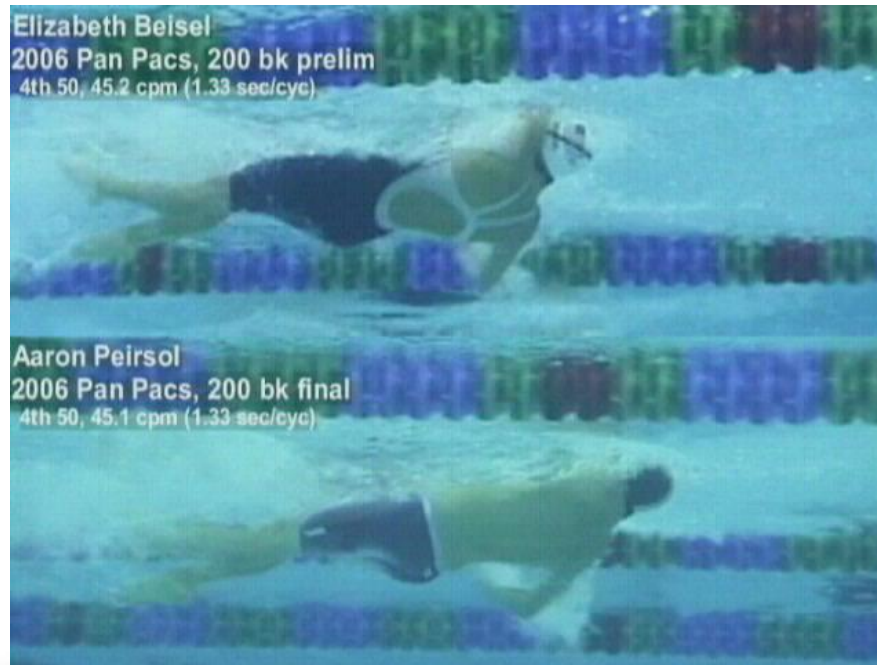 Elizabeth Beisel
2006 Pan Pacs, 200 bk prelim
4th 50, 45.2 cpm (1.33 sec/cyc)
Aaron Peirsol
2006 Pan Pacs, 200 bk final
4th 50, 45.1 cpm (1.33 sec/cyc)